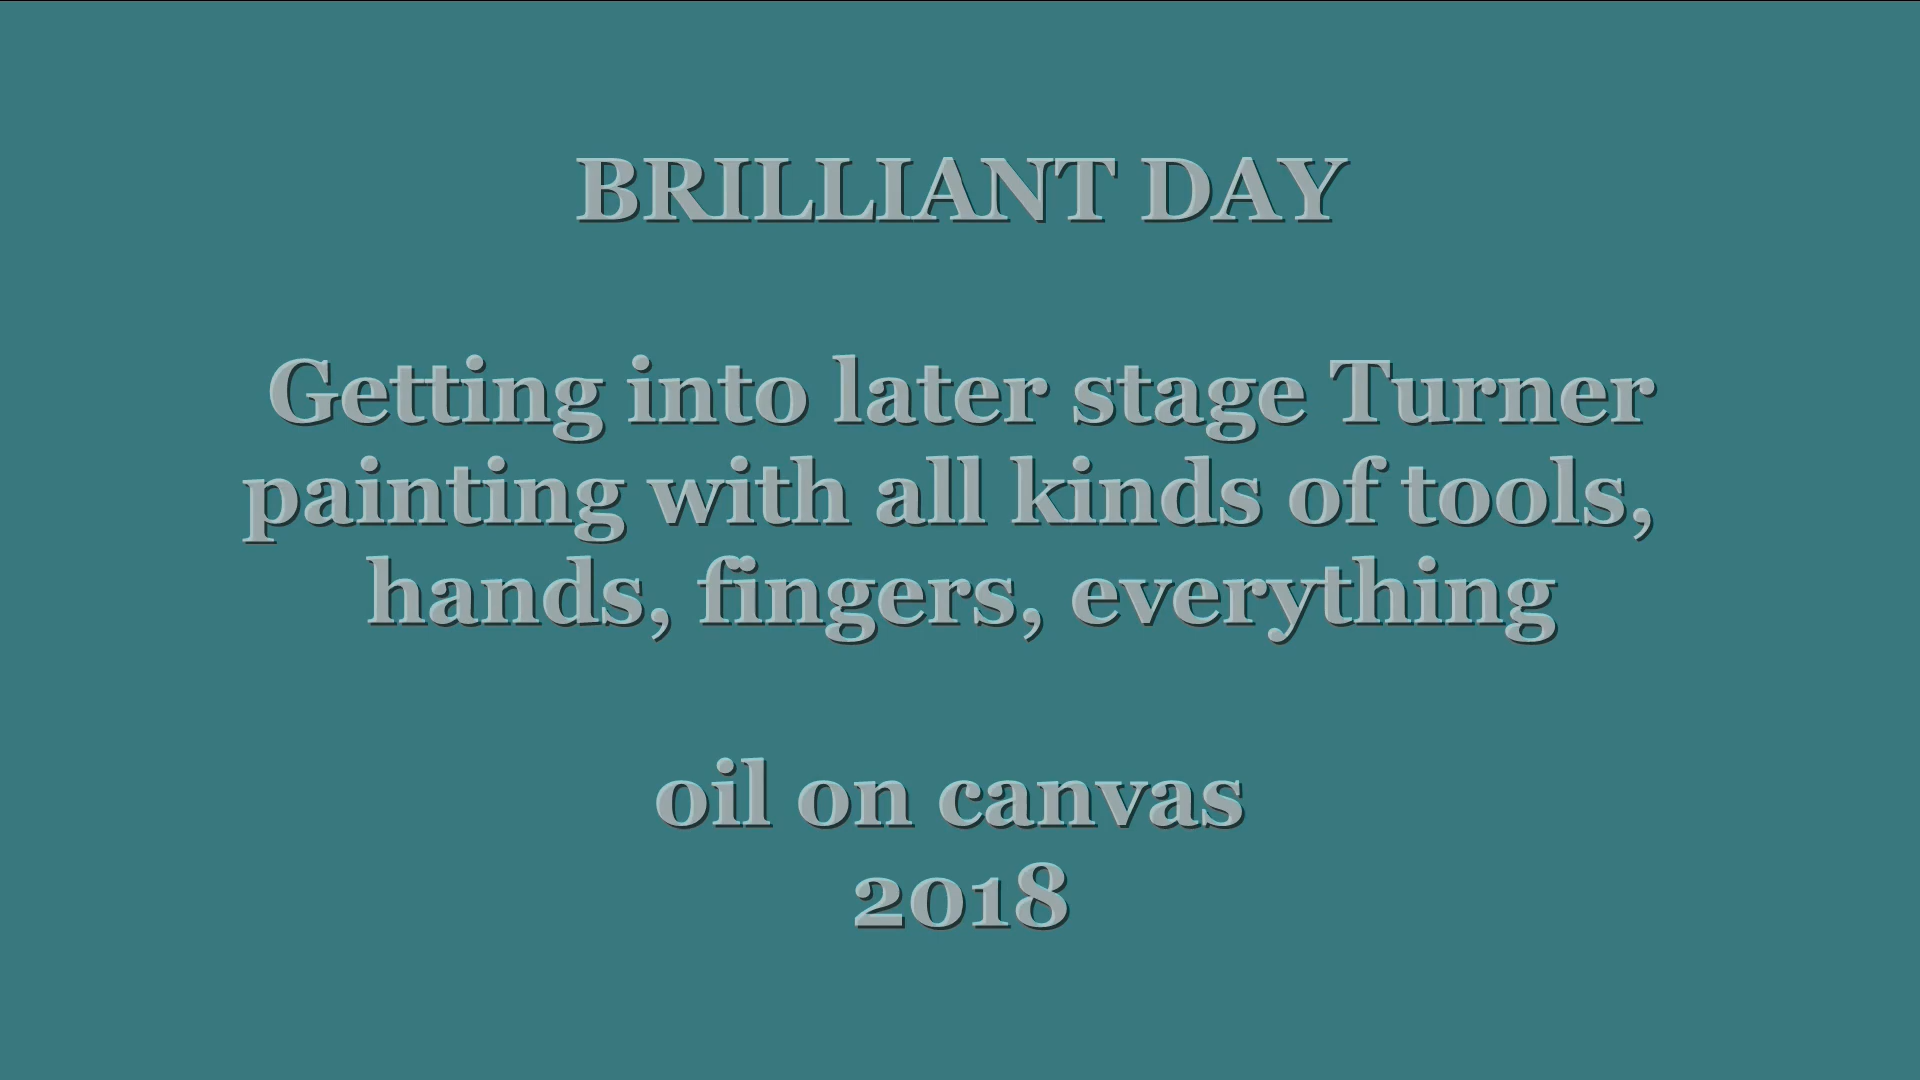 BRILLIANT DAY
Getting into later stage Turner
painting with all kinds of tools,
hands, fingers, everything
oil on canvas
2018